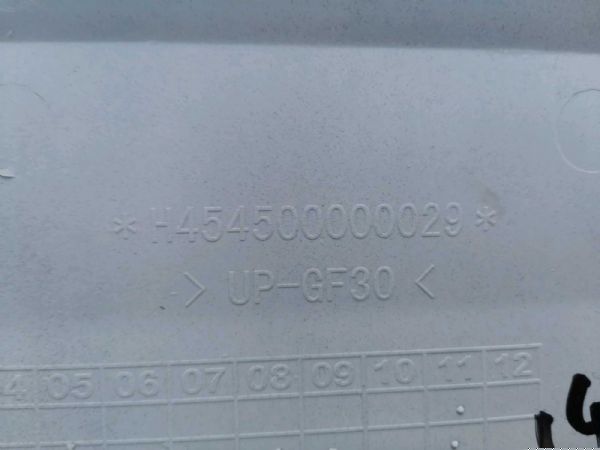 *H454500000029*
> UP-GF30 <
4 05 06 07 08 09 10 11 12